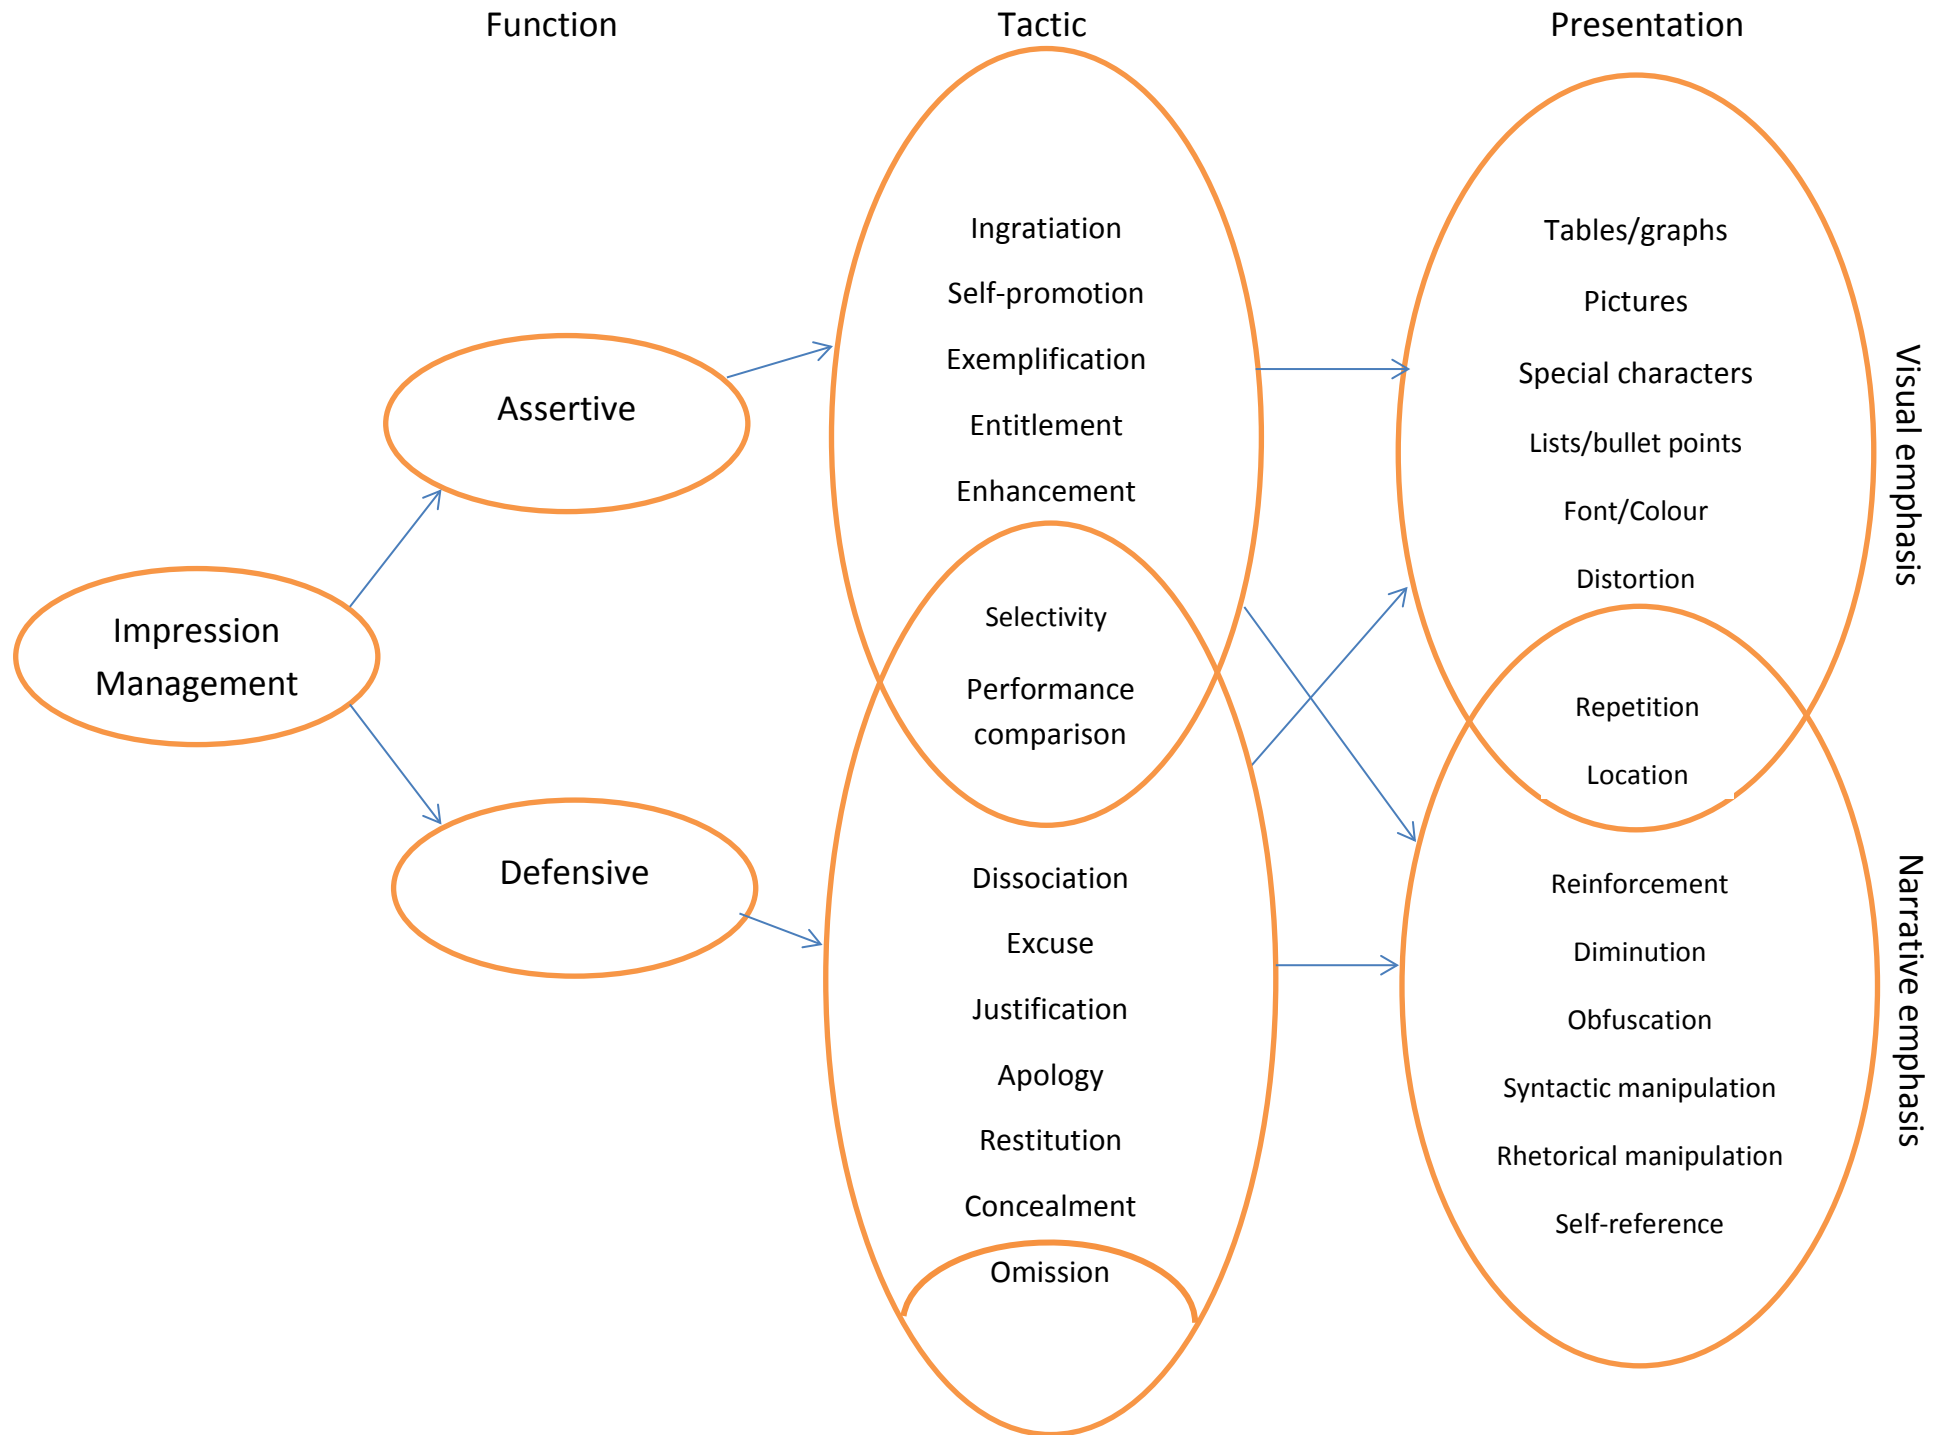 Function
Tactic
Presentation
Impression
Management
Assertive
Defensive
Ingratiation
Self-promotion
Exemplification
Entitlement
Enhancement
Selectivity
Performance
comparison
Dissociation
Excuse
Justification
Apology
Restitution
Concealment
Omission
Tables/graphs
Pictures
Special characters
Lists/bullet points
Font/Colour
Distortion
Repetition
Location
Reinforcement
Diminution
Obfuscation
Syntactic manipulation
Rhetorical manipulation
Self-reference
Visual emphasis
Narrative emphasis